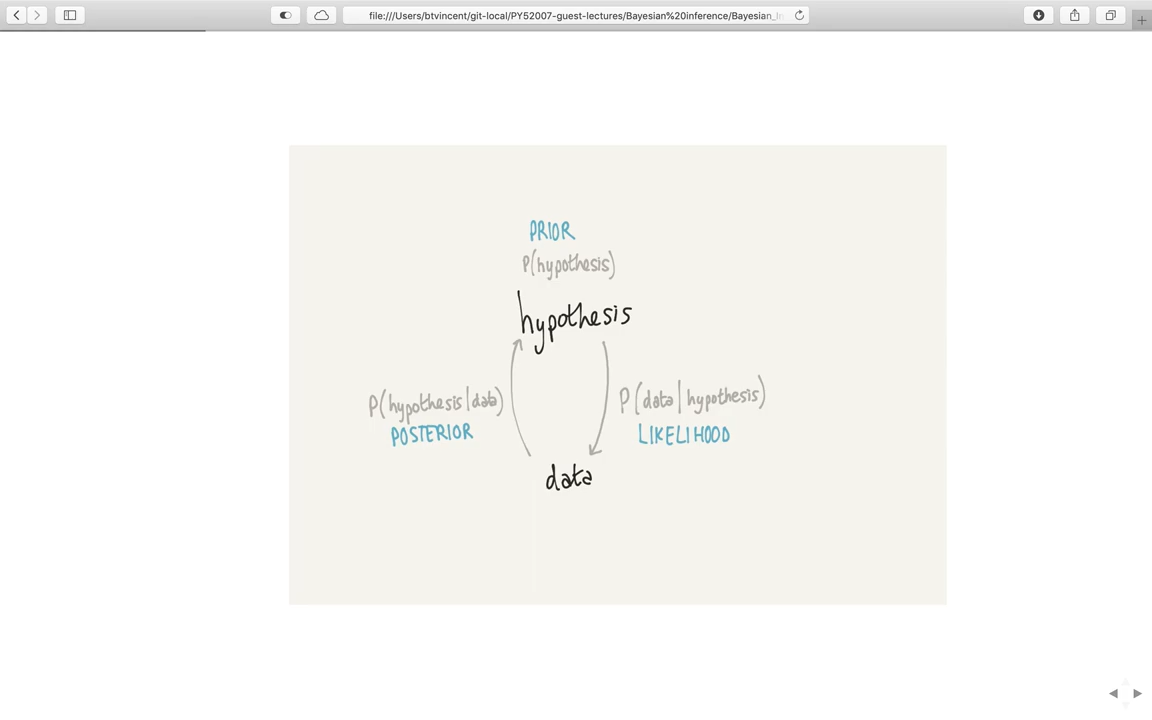 file:///Users/btvincent/git-local/PY52007-guest-lectures/Bayesian%20inference/Bayesian_
PRIOR
P(hypothesis)
hypothesis
P(hypothesis|data)
POSTERIOR
P(data|hypothesis)
LIKELIHOOD
data